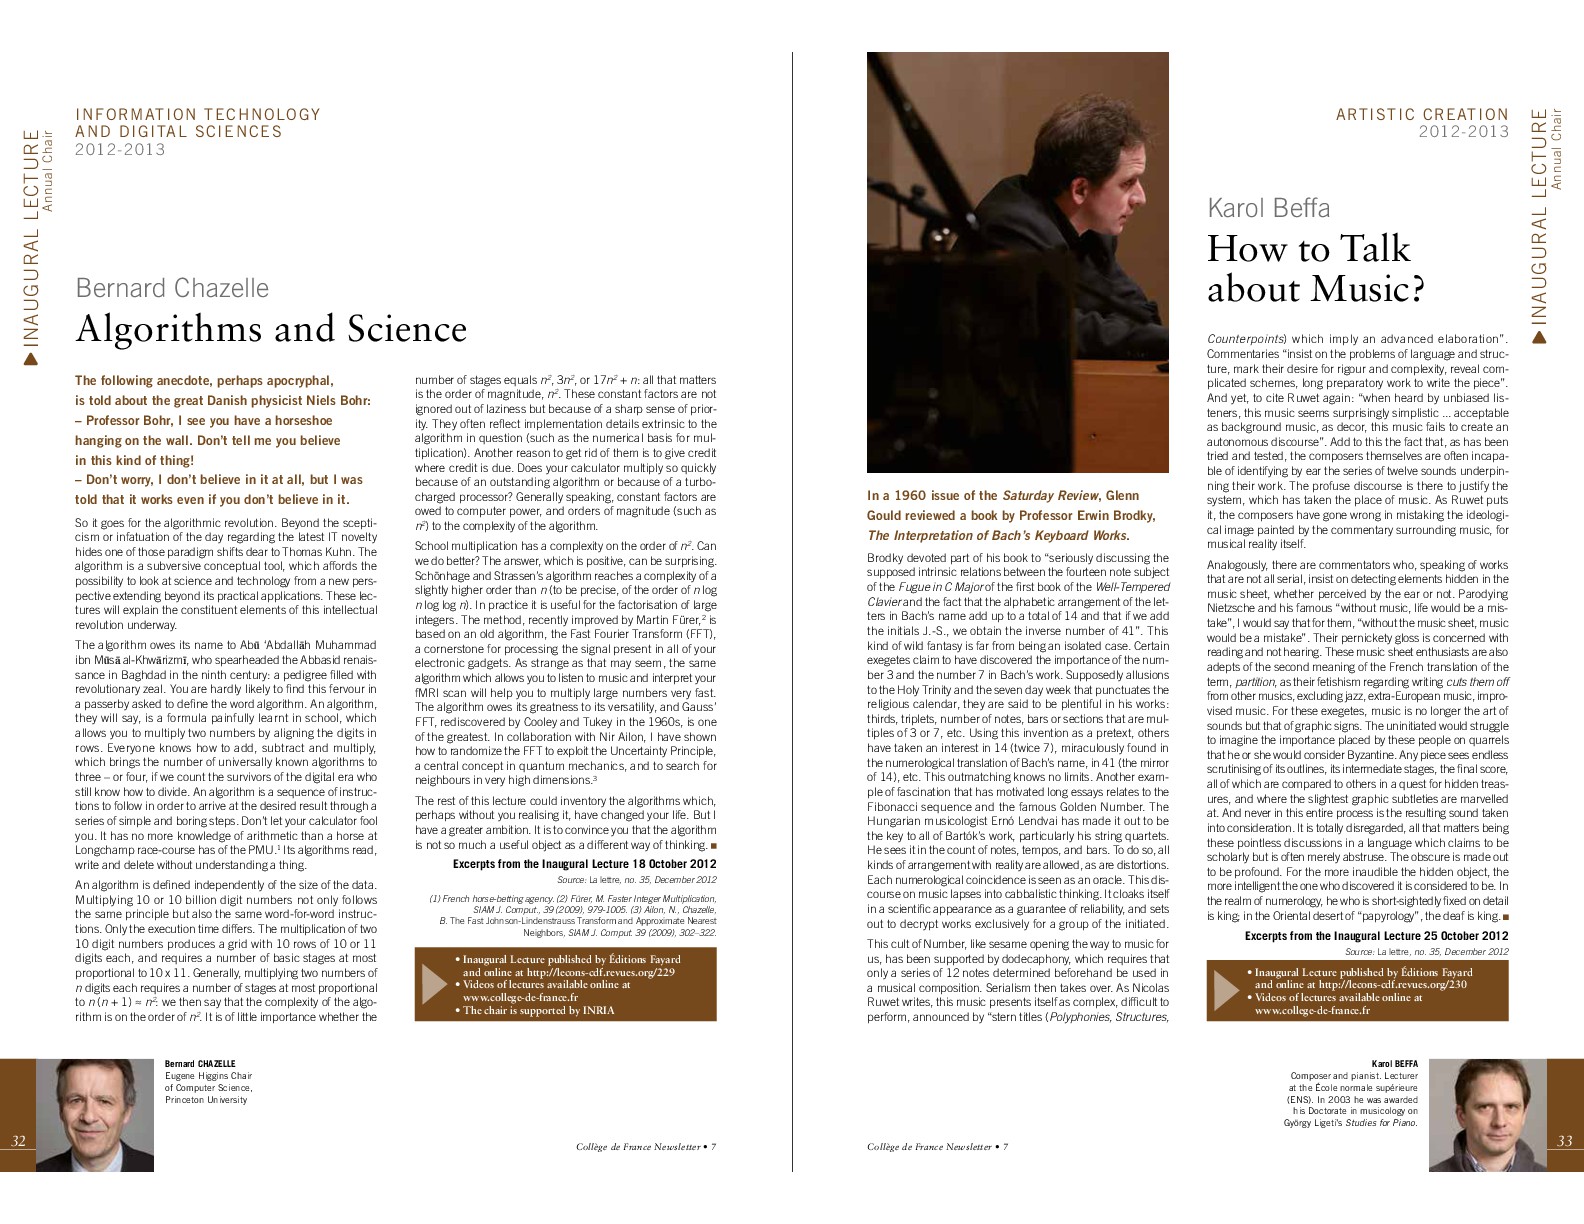 INAUGURAL LECTURE
Annual Chair
INFORMATION TECHNOLOGY
AND DIGITAL SCIENCES
2012-2013
Bernard Chazelle
Algorithms and Science
The following anecdote, perhaps apocryphal,
is told about the great Danish physicist Niels Bohr:
– Professor Bohr, I see you have a horseshoe
hanging on the wall. Don't tell me you believe
in this kind of thing!
– Don't worry, I don't believe in it at all, but I was
told that it works even if you don't believe in it.
So it goes for the algorithmic revolution. Beyond the scepti-
cism or infatuation of the day regarding the latest IT novelty
hides one of those paradigm shifts dear to Thomas Kuhn. The
algorithm is a subversive conceptual tool, which affords the
possibility to look at science and technology from a new pers-
pective extending beyond its practical applications. These lec-
tures will explain the constituent elements of this intellectual
revolution underway.
The algorithm owes its name to Abū ‘Abdallāh Muhammad
ibn Mūsā al-Khwārizmī, who spearheaded the Abbasid renais-
sance in Baghdad in the ninth century: a pedigree filled with
revolutionary zeal. You are hardly likely to find this fervour in
a passerby asked to define the word algorithm. An algorithm,
they will say, is a formula painfully learnt in school, which
allows you to multiply two numbers by aligning the digits in
rows. Everyone knows how to add, subtract and multiply,
which brings the number of universally known algorithms to
three – or four, if we count the survivors of the digital era who
still know how to divide. An algorithm is a sequence of instruc-
tions to follow in order to arrive at the desired result through a
series of simple and boring steps. Don't let your calculator fool
you. It has no more knowledge of arithmetic than a horse at
Longchamp race-course has of the PMU.¹ Its algorithms read,
write and delete without understanding a thing.
An algorithm is defined independently of the size of the data.
Multiplying 10 or 10 billion digit numbers not only follows
the same principle but also the same word-for-word instruc-
tions. Only the execution time differs. The multiplication of two
10 digit numbers produces a grid with 10 rows of 10 or 11
digits each, and requires a number of basic stages at most
proportional to 10 x 11. Generally, multiplying two numbers of
n digits each requires a number of stages at most proportional
to n (n + 1) ≈ n²: we then say that the complexity of the algo-
rithm is on the order of n². It is of little importance whether the
number of stages equals n², 3n², or 17n² + n: all that matters
is the order of magnitude, n². These constant factors are not
ignored out of laziness but because of a sharp sense of prior-
ity. They often reflect implementation details extrinsic to the
algorithm in question (such as the numerical basis for mul-
tiplication). Another reason to get rid of them is to give credit
where credit is due. Does your calculator multiply so quickly
because of an outstanding algorithm or because of a turbo-
charged processor? Generally speaking, constant factors are
owed to computer power, and orders of magnitude (such as
n²) to the complexity of the algorithm.
School multiplication has a complexity on the order of n². Can
we do better? The answer, which is positive, can be surprising.
Schönhage and Strassen's algorithm reaches a complexity of a
slightly higher order than n (to be precise, of the order of n log
n log log n). In practice it is useful for the factorisation of large
integers. The method, recently improved by Martin Fürer,² is
based on an old algorithm, the Fast Fourier Transform (FFT),
a cornerstone for processing the signal present in all of your
electronic gadgets. As strange as that may seem, the same
algorithm which allows you to listen to music and interpret your
fMRI scan will help you to multiply large numbers very fast.
The algorithm owes its greatness to its versatility, and Gauss'
FFT, rediscovered by Cooley and Tukey in the 1960s, is one
of the greatest. In collaboration with Nir Ailon, I have shown
how to randomize the FFT to exploit the Uncertainty Principle,
a central concept in quantum mechanics, and to search for
neighbours in very high dimensions.³
The rest of this lecture could inventory the algorithms which,
perhaps without you realising it, have changed your life. But I
have a greater ambition. It is to convince you that the algorithm
is not so much a useful object as a different way of thinking.
Excerpts from the Inaugural Lecture 18 October 2012
Source: La lettre, no. 35, December 2012
(1) French horse-betting agency. (2) Fürer, M. Faster Integer Multiplication,
SIAM J. Comput., 39 (2009), 979-1005. (3) Ailon, N., Chazelle,
B. The Fast Johnson-Lindenstrauss Transform and Approximate Nearest
Neighbors, SIAM J. Comput. 39 (2009), 302–322.
• Inaugural Lecture published by Éditions Fayard
and online at http://lecons-cdf.revues.org/229
• Videos of lectures available online at
www.college-de-france.fr
• The chair is supported by INRIA
Bernard CHAZELLE
Eugene Higgins Chair
of Computer Science,
Princeton University
32
Collège de France Newsletter • 7
ARTISTIC CREATION
2012-2013
INAUGURAL LECTURE
Annual Chair
Karol Beffa
How to Talk
about Music?
In a 1960 issue of the Saturday Review, Glenn
Gould reviewed a book by Professor Erwin Brodky,
The Interpretation of Bach's Keyboard Works.
Brodky devoted part of his book to “seriously discussing the
supposed intrinsic relations between the fourteen note subject
of the Fugue in C Major of the first book of the Well-Tempered
Clavier and the fact that the alphabetic arrangement of the let-
ters in Bach's name add up to a total of 14 and that if we add
the initials J.-S., we obtain the inverse number of 41”. This
kind of wild fantasy is far from being an isolated case. Certain
exegetes claim to have discovered the importance of the num-
ber 3 and the number 7 in Bach's work. Supposedly allusions
to the Holy Trinity and the seven day week that punctuates the
religious calendar, they are said to be plentiful in his works:
thirds, triplets, number of notes, bars or sections that are mul-
tiples of 3 or 7, etc. Using this invention as a pretext, others
have taken an interest in 14 (twice 7), miraculously found in
the numerological translation of Bach's name, in 41 (the mirror
of 14), etc. This outmatching knows no limits. Another exam-
ple of fascination that has motivated long essays relates to the
Fibonacci sequence and the famous Golden Number. The
Hungarian musicologist Ernó Lendvai has made it out to be
the key to all of Bartók's work, particularly his string quartets.
He sees it in the count of notes, tempos, and bars. To do so, all
kinds of arrangement with reality are allowed, as are distortions.
Each numerological coincidence is seen as an oracle. This dis-
course on music lapses into cabbalistic thinking. It cloaks itself
in a scientific appearance as a guarantee of reliability, and sets
out to decrypt works exclusively for a group of the initiated.
This cult of Number, like sesame opening the way to music for
us, has been supported by dodecaphony, which requires that
only a series of 12 notes determined beforehand be used in
a musical composition. Serialism then takes over. As Nicolas
Ruwet writes, this music presents itself as complex, difficult to
perform, announced by “stern titles (Polyphonies, Structures,
Counterpoints) which imply an advanced elaboration”.
Commentaries “insist on the problems of language and struc-
ture, mark their desire for rigour and complexity, reveal com-
plicated schemes, long preparatory work to write the piece”.
And yet, to cite Ruwet again: “when heard by unbiased lis-
teners, this music seems surprisingly simplistic ... acceptable
as background music, as decor, this music fails to create an
autonomous discourse”. Add to this the fact that, as has been
tried and tested, the composers themselves are often incapa-
ble of identifying by ear the series of twelve sounds underpin-
ning their work. The profuse discourse is there to justify the
system, which has taken the place of music. As Ruwet puts
it, the composers have gone wrong in mistaking the ideologi-
cal image painted by the commentary surrounding music, for
musical reality itself.
Analogously, there are commentators who, speaking of works
that are not all serial, insist on detecting elements hidden in the
music sheet, whether perceived by the ear or not. Parodying
Nietzsche and his famous “without music, life would be a mis-
take”, I would say that for them, “without the music sheet, music
would be a mistake”. Their pernickety gloss is concerned with
reading and not hearing. These music sheet enthusiasts are also
adepts of the second meaning of the French translation of the
term, partition, as their fetishism regarding writing cuts them off
from other musics, excluding jazz, extra-European music, impro-
vised music. For these exegetes, music is no longer the art of
sounds but that of graphic signs. The uninitiated would struggle
to imagine the importance placed by these people on quarrels
that he or she would consider Byzantine. Any piece sees endless
scrutinising of its outlines, its intermediate stages, the final score,
all of which are compared to others in a quest for hidden treas-
ures, and where the slightest graphic subtleties are marvelled
at. And never in this entire process is the resulting sound taken
into consideration. It is totally disregarded, all that matters being
these pointless discussions in a language which claims to be
scholarly but is often merely abstruse. The obscure is made out
to be profound. For the more inaudible the hidden object, the
more intelligent the one who discovered it is considered to be. In
the realm of numerology, he who is short-sightedly fixed on detail
is king; in the Oriental desert of “papyrology”, the deaf is king.
Excerpts from the Inaugural Lecture 25 October 2012
Source: La lettre, no. 35, December 2012
• Inaugural Lecture published by Éditions Fayard
and online at http://lecons-cdf.revues.org/230
• Videos of lectures available online at
www.college-de-france.fr
Karol BEFFA
Composer and pianist. Lecturer
at the École normale supérieure
(ENS). In 2003 he was awarded
his Doctorate in musicology on
György Ligeti's Studies for Piano.
Collège de France Newsletter • 7
33